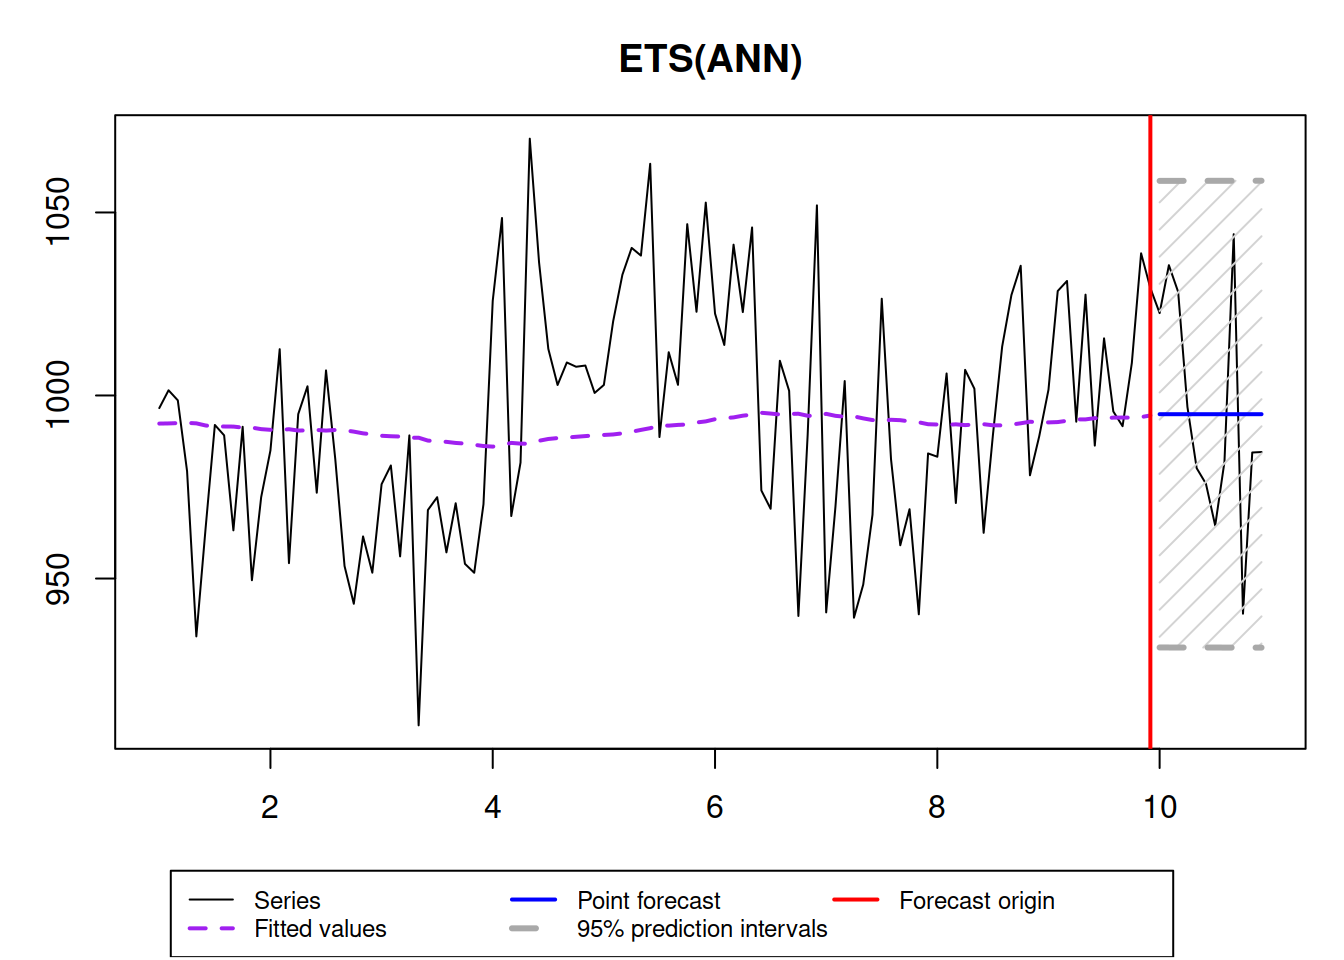 ETS(ANN)
1050
1000
950
2 4 6 8 10
Series Point forecast Forecast origin
Fitted values 95% prediction intervals